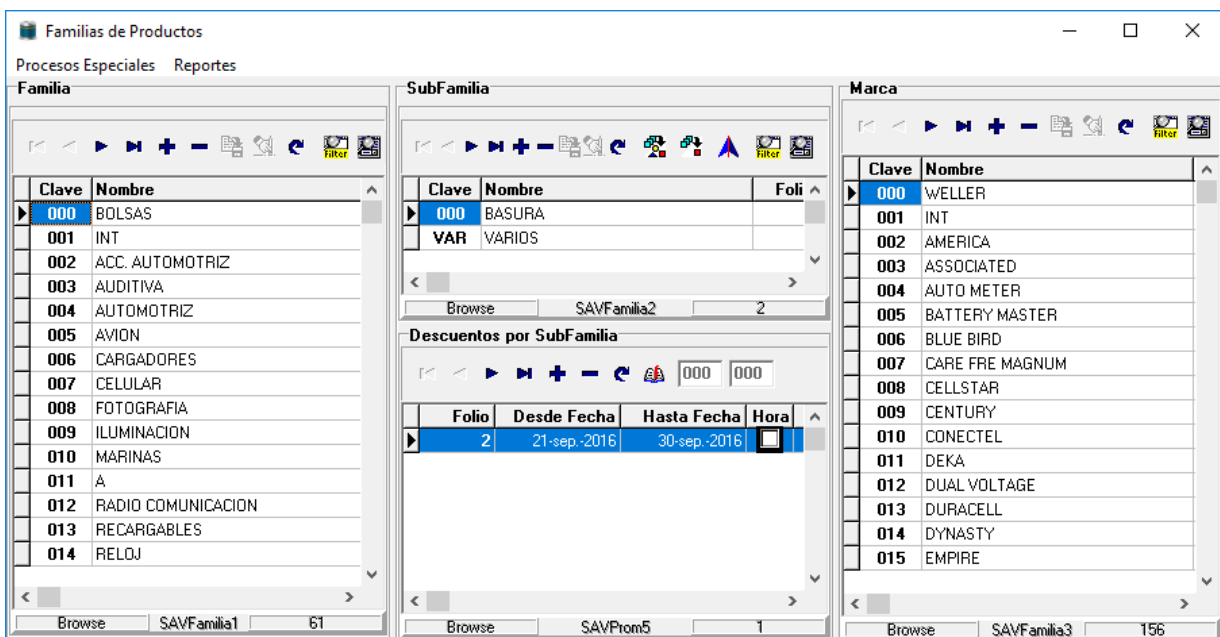 Familias de Productos
Procesos Especiales Reportes
Familia
Filter
Clave Nombre
000 BOLSAS
001 INT
002 ACC. AUTOMOTRIZ
003 AUDITIVA
004 AUTOMOTRIZ
005 AVION
006 CARGADORES
007 CELULAR
008 FOTOGRAFIA
009 ILUMINACION
010 MARINAS
011 A
012 RADIO COMUNICACION
013 RECARGABLES
014 RELOJ
Browse SAVFamilia1 61
SubFamilia
Filter
Clave Nombre Foli
000 BASURA
VAR VARIOS
Browse SAVFamilia2 2
Descuentos por SubFamilia
000 000
Folio Desde Fecha Hasta Fecha Hora
2 21-sep.-2016 30-sep.-2016
Browse SAVProm5 1
Marca
Filter
Clave Nombre
000 WELLER
001 INT
002 AMERICA
003 ASSOCIATED
004 AUTO METER
005 BATTERY MASTER
006 BLUE BIRD
007 CARE FRE MAGNUM
008 CELLSTAR
009 CENTURY
010 CONECTEL
011 DEKA
012 DUAL VOLTAGE
013 DURACELL
014 DYNASTY
015 EMPIRE
Browse SAVFamilia3 156